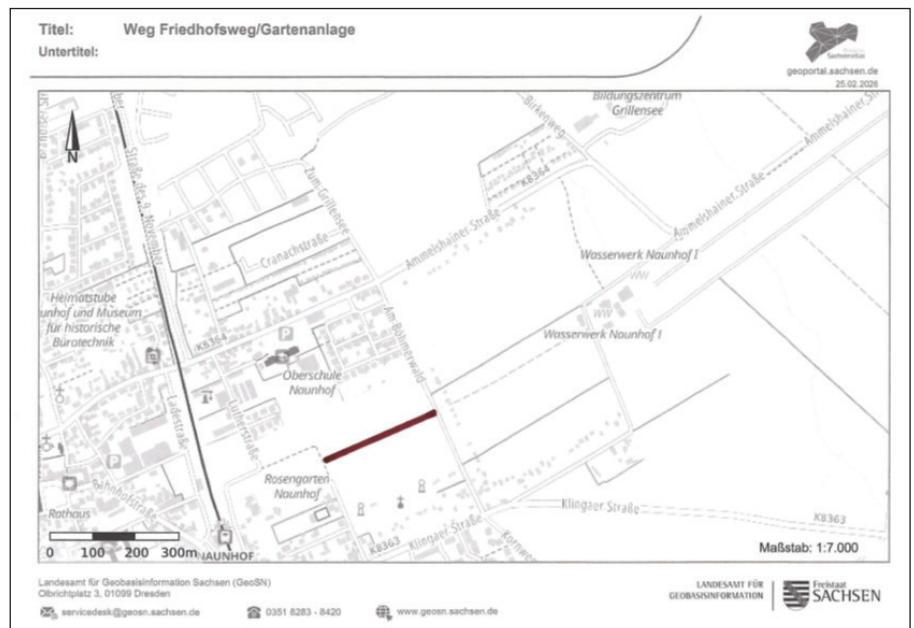 Titel: Weg Friedhofsweg/Gartenanlage
Untertitel:
geoportal.sachsen.de
25.02.2026
N
Straße des 9. November
Birkenweg
Bildungszentrum
Grillensee
Ammelshainer
Zum Grillensee
K8364
Ammelshainer Straße
Cranachstraße
Ammelshainer Straße
Wasserwerk Naunhof I
WW
WW
Wasserwerk Naunhof I
Heimatstube
unhof und Museum
für historische
Bürotechnik
K8364
P
Oberschule
Naunhof
Am Böhmerwald
Ladestraße
Lutherstraße
P
Rosengarten
Naunhof
Bahnhofstraße
Rathaus
Klingaer Straße
K8363
Klingaer Straße
K8363
NAUNHOF
0 100 200 300m
Maßstab: 1:7.000
Landesamt für Geobasisinformation Sachsen (GeoSN)
Olbrichtplatz 3, 01099 Dresden
servicedesk@geosn.sachsen.de 0351 8283 - 8420 www.geosn.sachsen.de
LANDESAMT FÜR
GEOBASISINFORMATION
Freistaat
SACHSEN